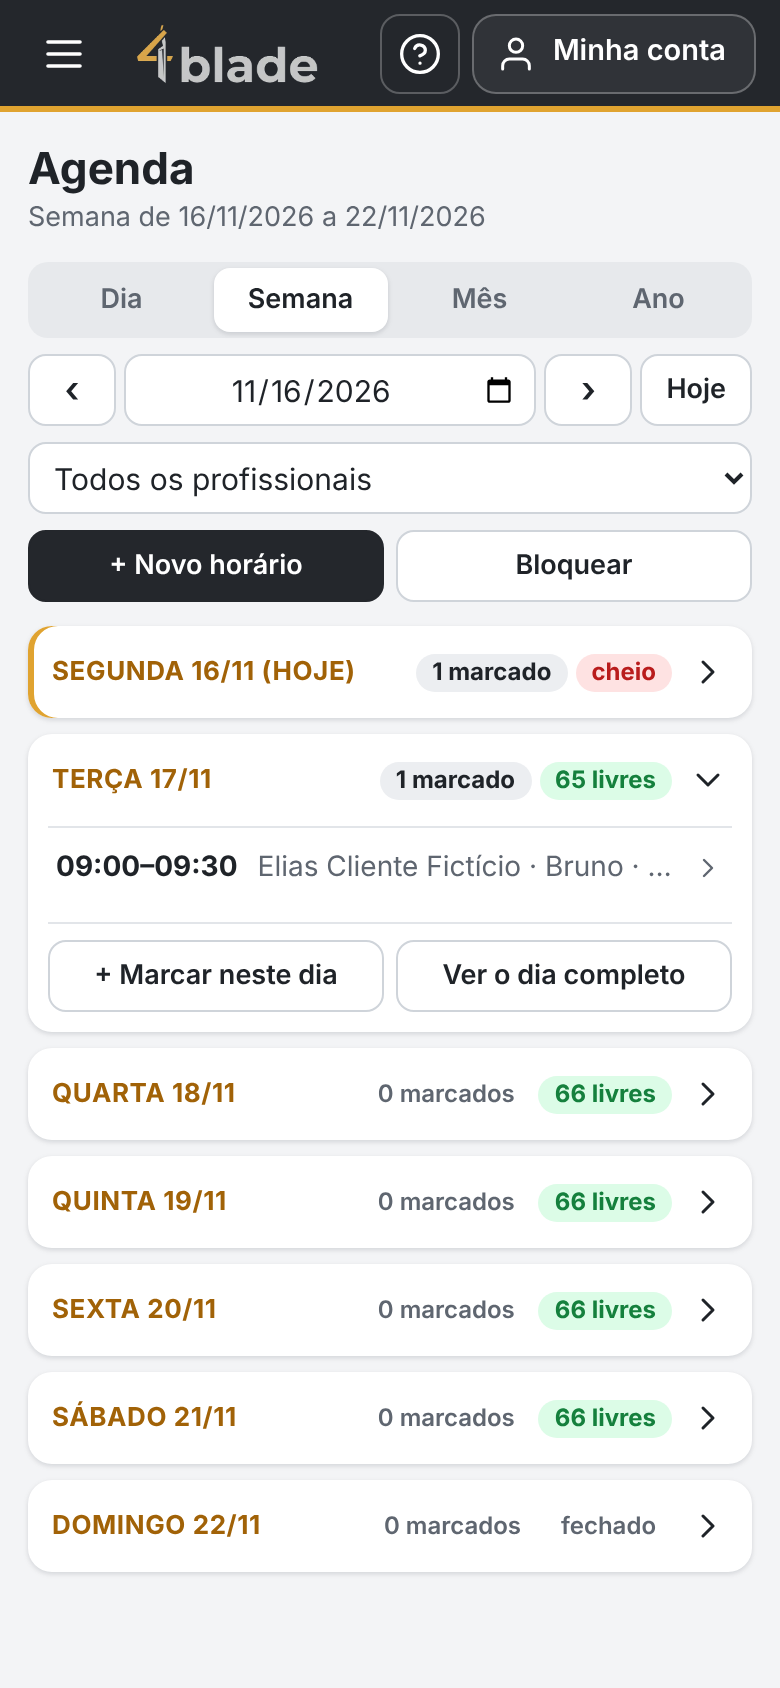 4blade
Minha conta
Agenda
Semana de 16/11/2026 a 22/11/2026
Dia Semana Mês Ano
‹ 11/16/2026 › Hoje
Todos os profissionais
+ Novo horário Bloquear
SEGUNDA 16/11 (HOJE) 1 marcado cheio
TERÇA 17/11 1 marcado 65 livres
09:00–09:30 Elias Cliente Fictício · Bruno · ...
+ Marcar neste dia Ver o dia completo
QUARTA 18/11 0 marcados 66 livres
QUINTA 19/11 0 marcados 66 livres
SEXTA 20/11 0 marcados 66 livres
SÁBADO 21/11 0 marcados 66 livres
DOMINGO 22/11 0 marcados fechado